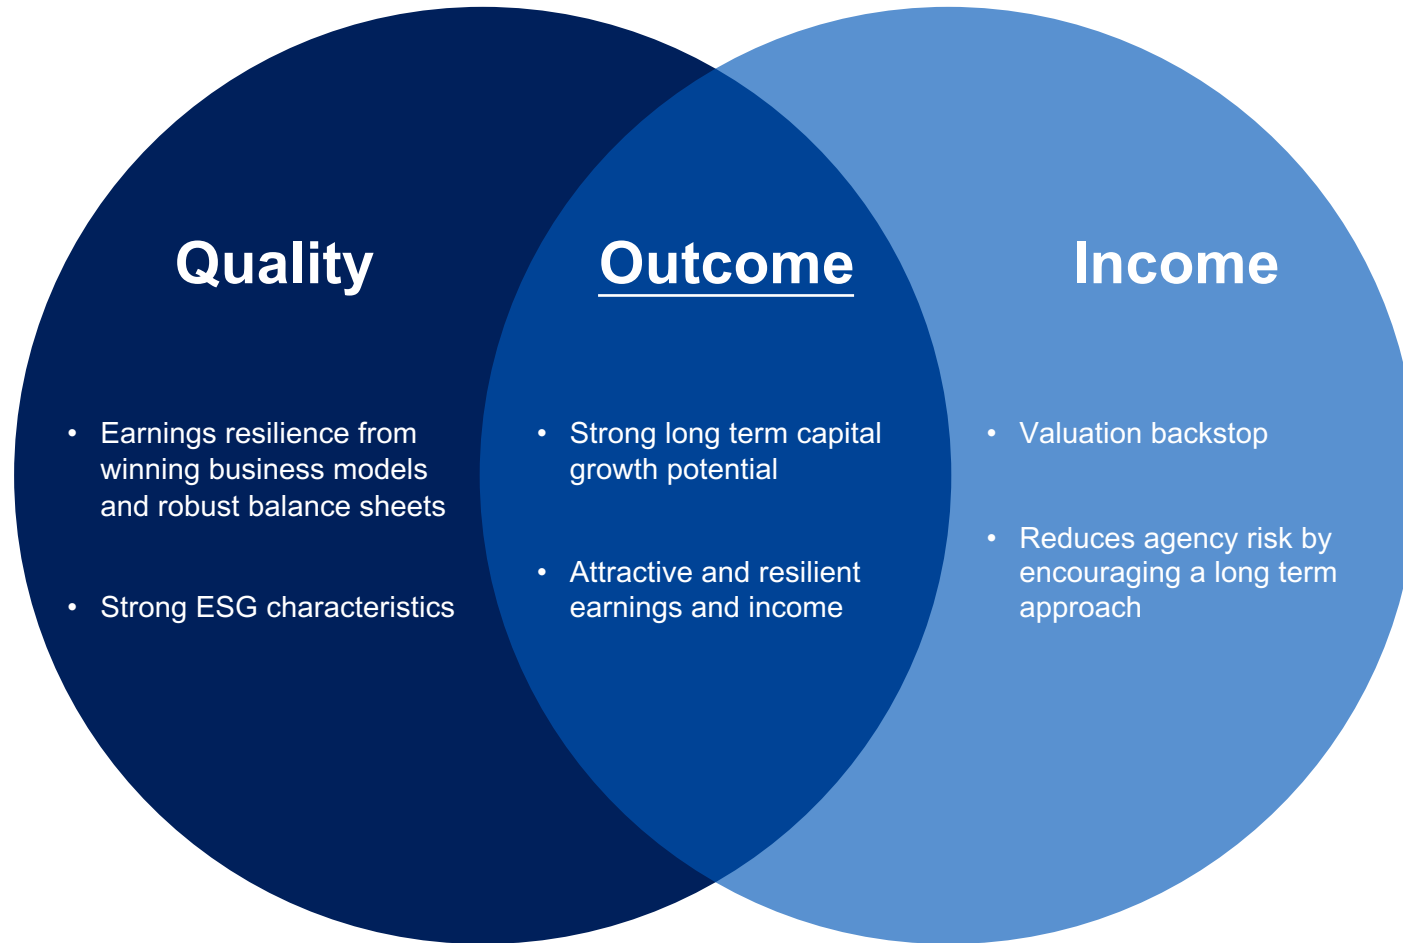 Quality
• Earnings resilience from
winning business models
and robust balance sheets
• Strong ESG characteristics
Outcome
• Strong long term capital
growth potential
• Attractive and resilient
earnings and income
Income
• Valuation backstop
• Reduces agency risk by
encouraging a long term
approach